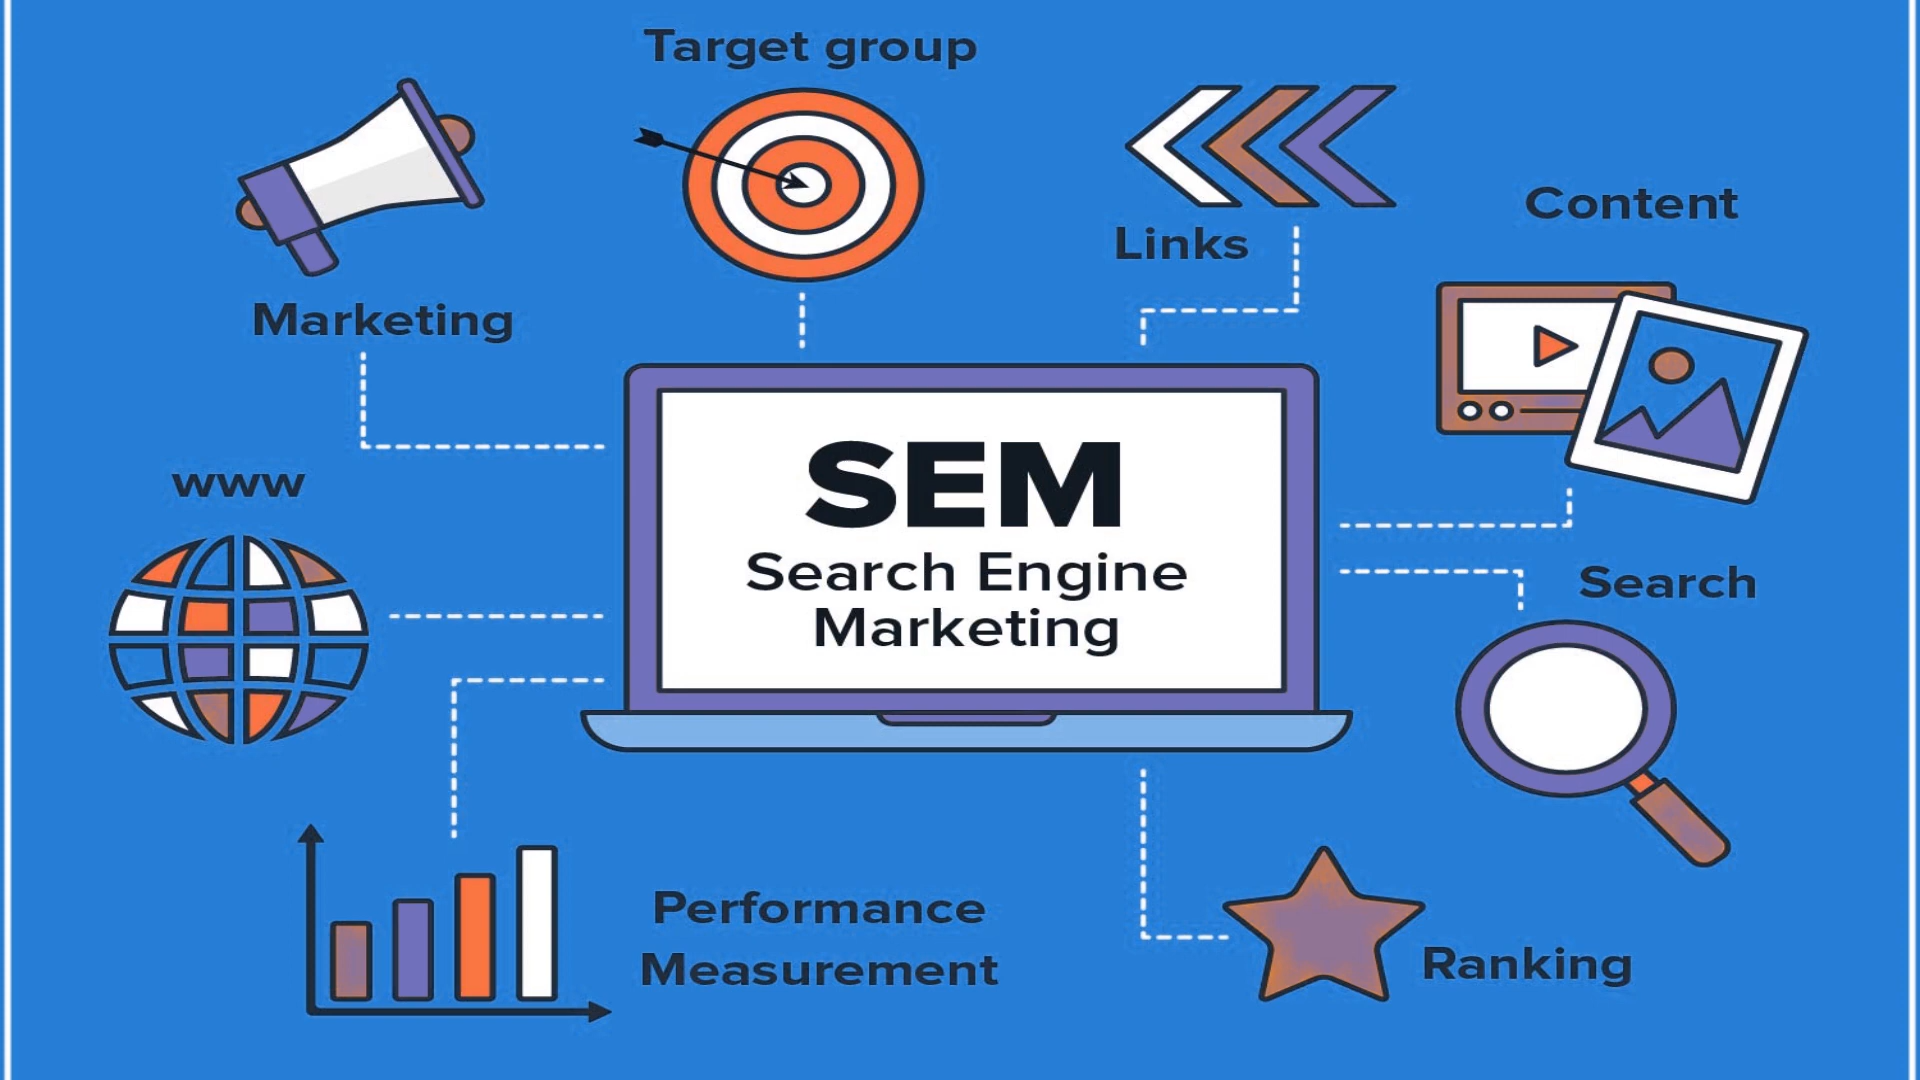 Target group
Links
Content
Marketing
SEM
Search Engine
Marketing
www
Search
Performance
Measurement
Ranking